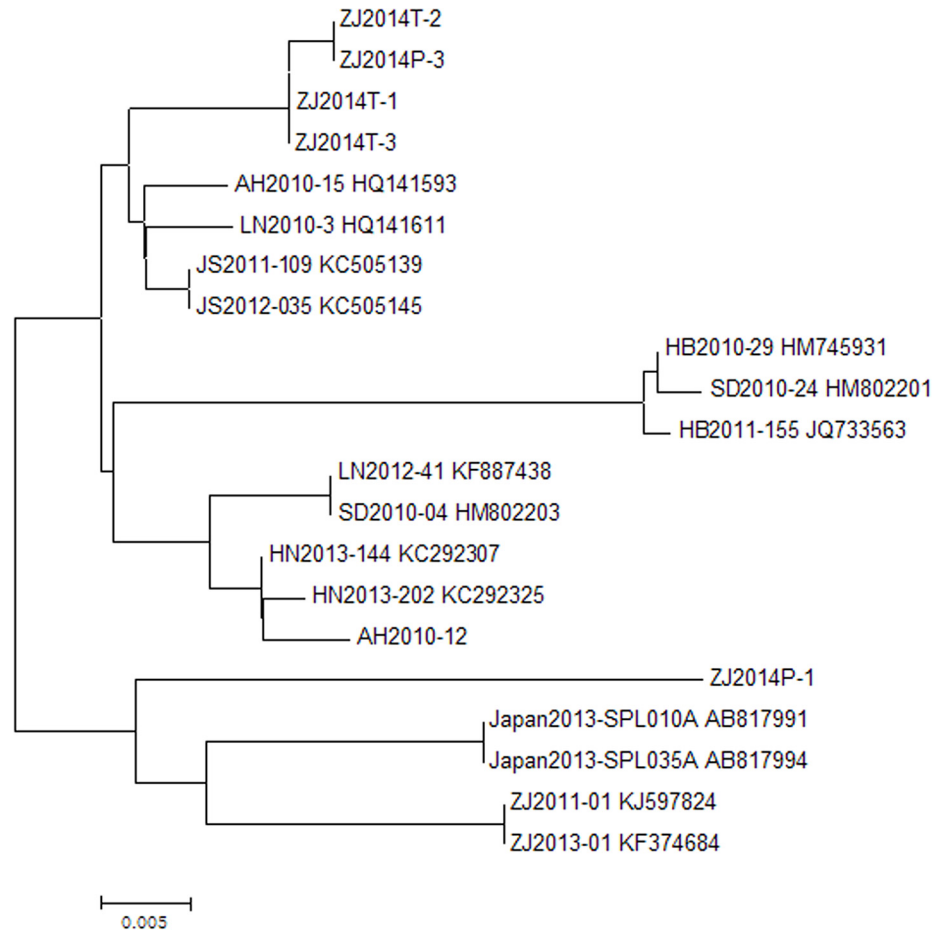 ZJ2014T-2
ZJ2014P-3
ZJ2014T-1
ZJ2014T-3
AH2010-15 HQ141593
LN2010-3 HQ141611
JS2011-109 KC505139
JS2012-035 KC505145
HB2010-29 HM745931
SD2010-24 HM802201
HB2011-155 JQ733563
LN2012-41 KF887438
SD2010-04 HM802203
HN2013-144 KC292307
HN2013-202 KC292325
AH2010-12
ZJ2014P-1
Japan2013-SPL010A AB817991
Japan2013-SPL035A AB817994
ZJ2011-01 KJ597824
ZJ2013-01 KF374684
0.005